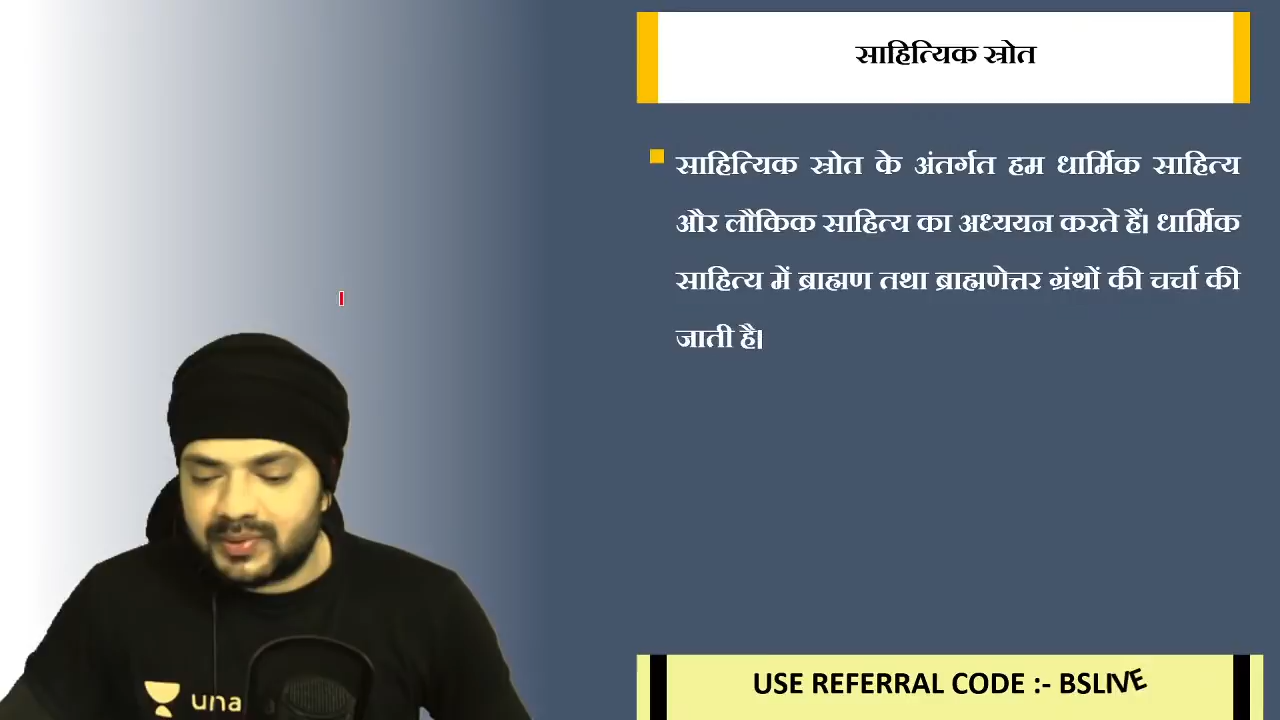 साहित्यिक स्रोत
साहित्यिक स्रोत के अंतर्गत हम धार्मिक साहित्य
और लौकिक साहित्य का अध्ययन करते हैं। धार्मिक
साहित्य में ब्राह्मण तथा ब्राह्मणेत्तर ग्रंथों की चर्चा की
जाती है।
una
USE REFERRAL CODE :- BSLIVE